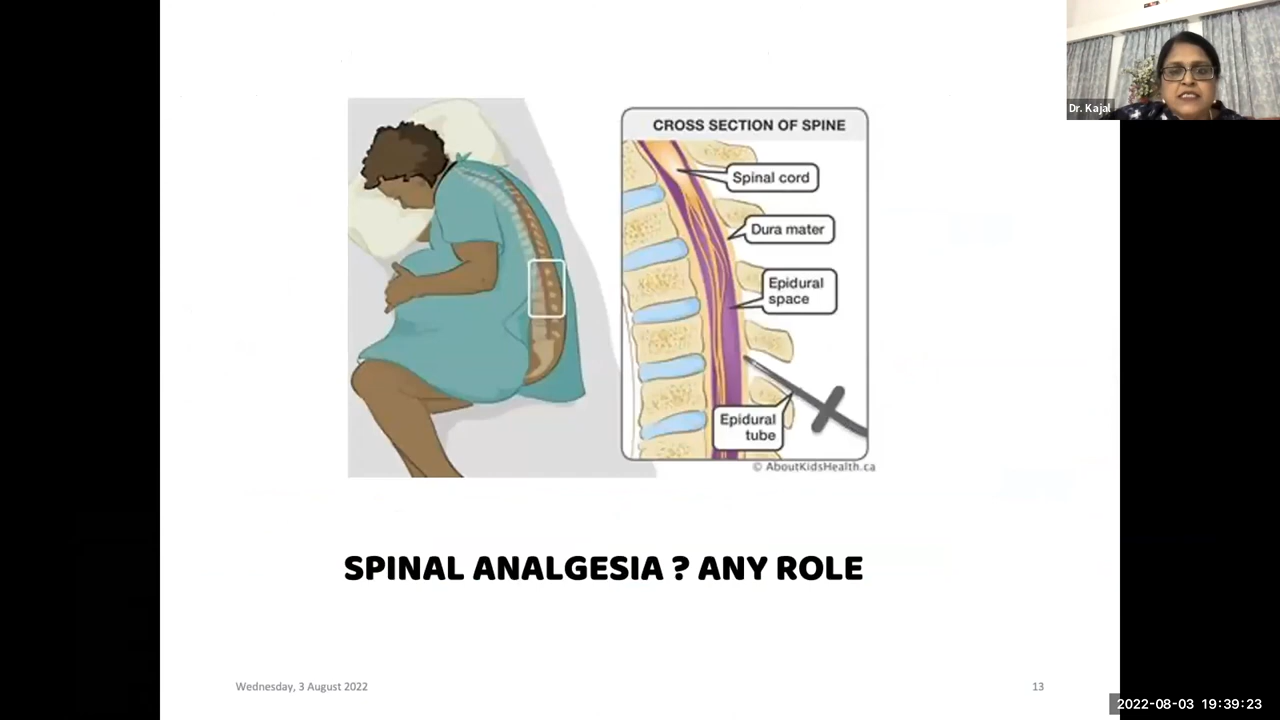 Dr. Kajal
CROSS SECTION OF SPINE
Spinal cord
Dura mater
Epidural
space
Epidural
tube
© AboutKidsHealth.ca
SPINAL ANALGESIA ? ANY ROLE
Wednesday, 3 August 2022
13
2022-08-03 19:39:23